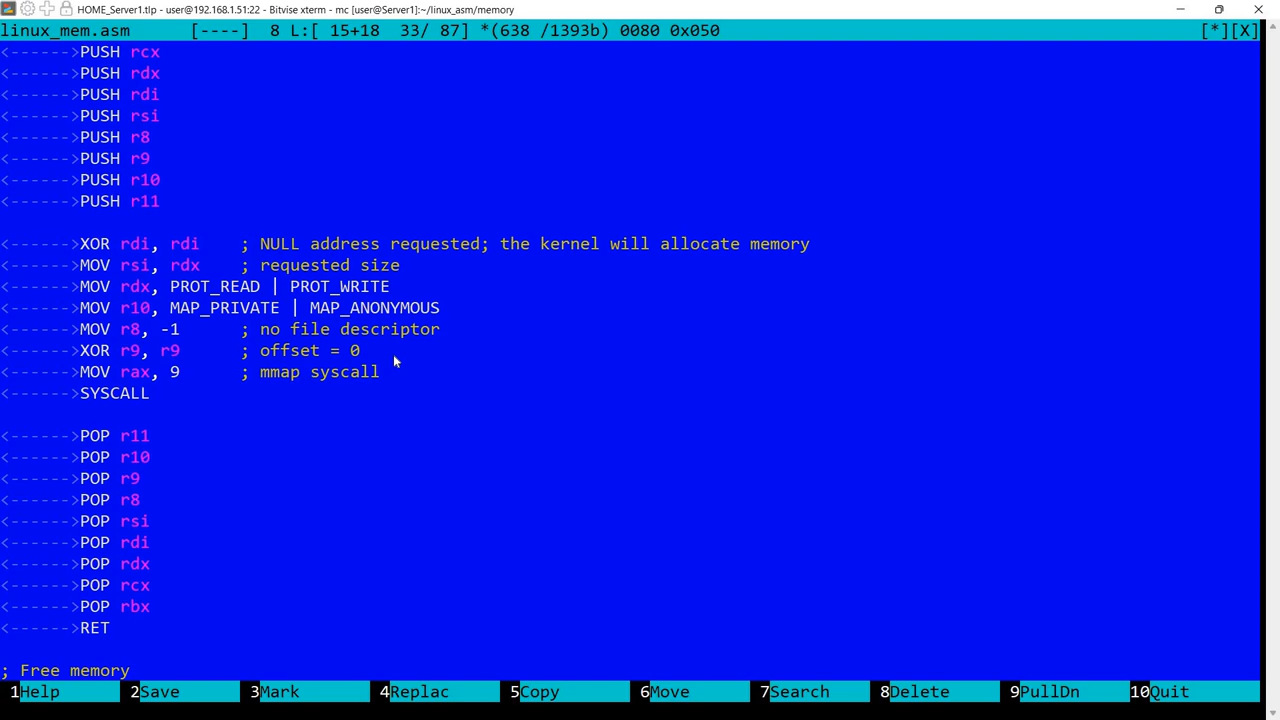 HOME_Server1.tlp - user@192.168.1.51:22 - Bitvise xterm - mc [user@Server1]:~/linux_asm/memory
linux_mem.asm [----] 8 L:[ 15+18 33/ 87] *(638 /1393b) 0080 0x050 [*][X]
<------>PUSH rcx
<------>PUSH rdx
<------>PUSH rdi
<------>PUSH rsi
<------>PUSH r8
<------>PUSH r9
<------>PUSH r10
<------>PUSH r11
<------>XOR rdi, rdi ; NULL address requested; the kernel will allocate memory
<------>MOV rsi, rdx ; requested size
<------>MOV rdx, PROT_READ | PROT_WRITE
<------>MOV r10, MAP_PRIVATE | MAP_ANONYMOUS
<------>MOV r8, -1 ; no file descriptor
<------>XOR r9, r9 ; offset = 0
<------>MOV rax, 9 ; mmap syscall
<------>SYSCALL
<------>POP r11
<------>POP r10
<------>POP r9
<------>POP r8
<------>POP rsi
<------>POP rdi
<------>POP rdx
<------>POP rcx
<------>POP rbx
<------>RET
; Free memory
1Help 2Save 3Mark 4Replac 5Copy 6Move 7Search 8Delete 9PullDn 10Quit